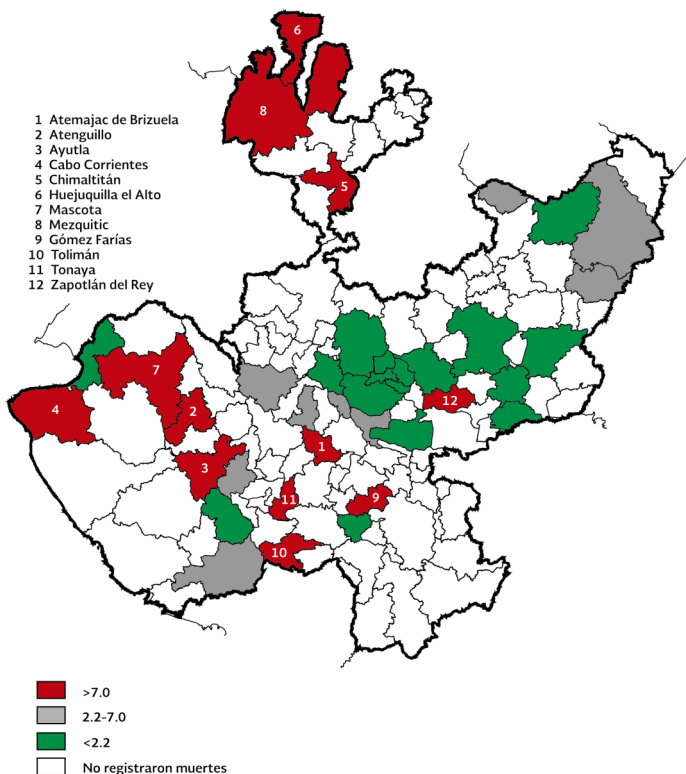 6
8
5
1 Atemajac de Brizuela
2 Atenguillo
3 Ayutla
4 Cabo Corrientes
5 Chimaltitán
6 Huejuquilla el Alto
7 Mascota
8 Mezquitic
9 Gómez Farías
10 Tolimán
11 Tonaya
12 Zapotlán del Rey
7
4
2
12
1
3
11
9
10
>7.0
2.2-7.0
<2.2
No registraron muertes